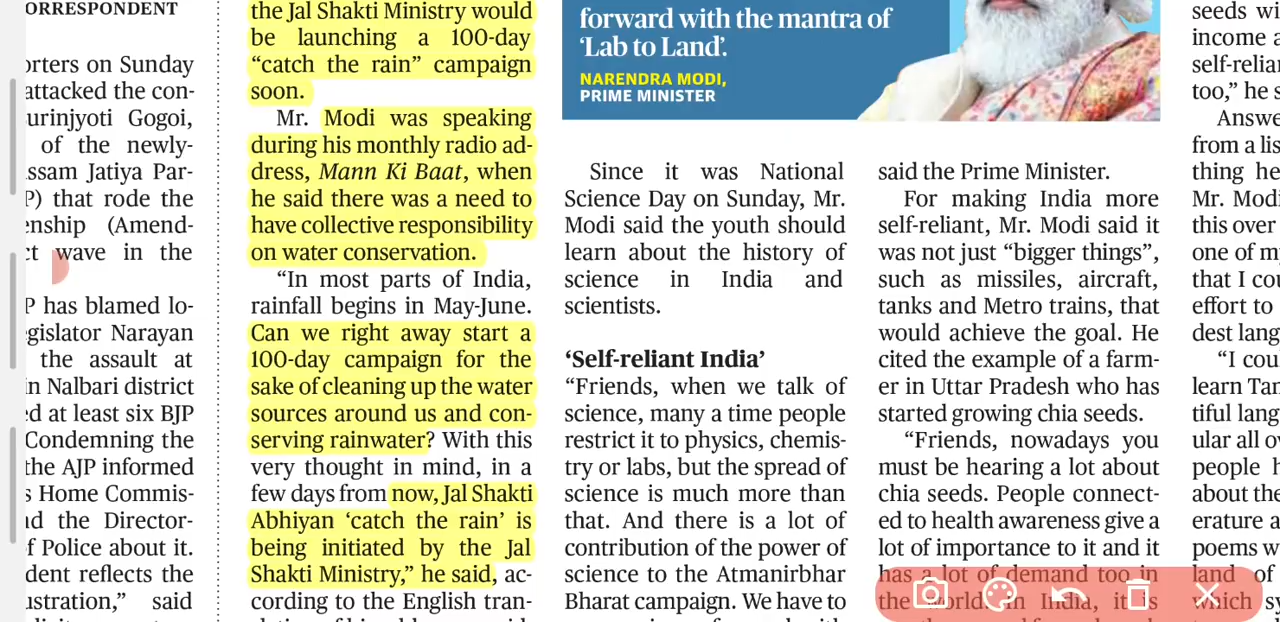 ORRESPONDENT
orters on Sunday
attacked the con-
urinjyoti Gogoi,
of the newly-
ssam Jatiya Par-
P) that rode the
enship (Amend-
ct wave in the
P has blamed lo-
egislator Narayan
the assault at
in Nalbari district
ed at least six BJP
Condemning the
the AJP informed
s Home Commis-
nd the Director-
f Police about it.
dent reflects the
ustration,” said
the Jal Shakti Ministry would
be launching a 100-day
“catch the rain” campaign
soon.
Mr. Modi was speaking
during his monthly radio ad-
dress, Mann Ki Baat, when
he said there was a need to
have collective responsibility
on water conservation.
“In most parts of India,
rainfall begins in May-June.
Can we right away start a
100-day campaign for the
sake of cleaning up the water
sources around us and con-
serving rainwater? With this
very thought in mind, in a
few days from now, Jal Shakti
Abhiyan ‘catch the rain’ is
being initiated by the Jal
Shakti Ministry,” he said, ac-
cording to the English tran-
forward with the mantra of
‘Lab to Land’.
NARENDRA MODI,
PRIME MINISTER
Since it was National
Science Day on Sunday, Mr.
Modi said the youth should
learn about the history of
science in India and
scientists.
‘Self-reliant India’
“Friends, when we talk of
science, many a time people
restrict it to physics, chemis-
try or labs, but the spread of
science is much more than
that. And there is a lot of
contribution of the power of
science to the Atmanirbhar
Bharat campaign. We have to
said the Prime Minister.
For making India more
self-reliant, Mr. Modi said it
was not just “bigger things”,
such as missiles, aircraft,
tanks and Metro trains, that
would achieve the goal. He
cited the example of a farm-
er in Uttar Pradesh who has
started growing chia seeds.
“Friends, nowadays you
must be hearing a lot about
chia seeds. People connect-
ed to health awareness give a
lot of importance to it and it
has a lot of demand too in
the world. In India, it is
seeds wi
income a
self-relian
too,” he s
Answe
from a lis
thing he
Mr. Modi
this over
one of my
that I cou
effort to
dest lang
“I cou
learn Tam
tiful lang
ular all ov
people h
about the
erature a
poems w
land of
which sy